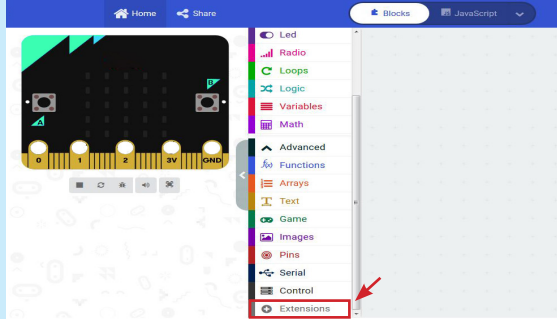 Home Share Blocks JavaScript
Led
Radio
Loops
Logic
Variables
Math
Advanced
f(x) Functions
Arrays
Text
Game
Images
Pins
Serial
Control
Extensions
B
A
0 1 2 3V GND